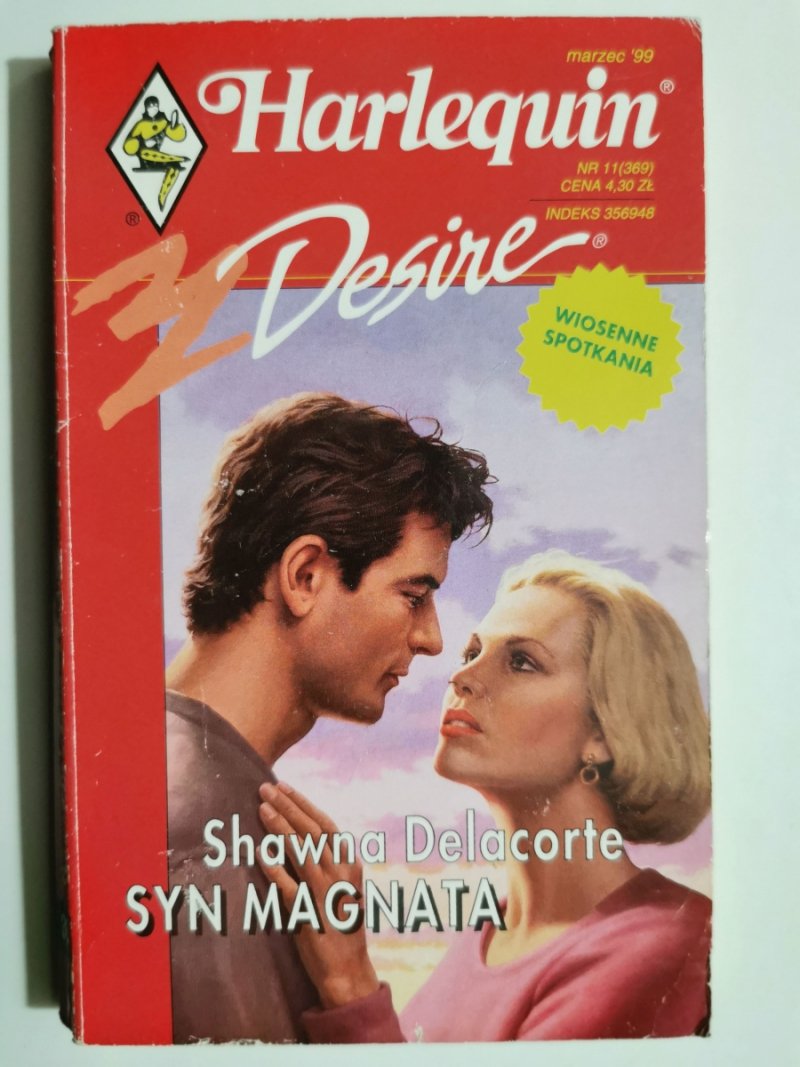 marzec '99
Harlequin®
NR 11(369)
CENA 4,30 ZŁ
INDEKS 356948
®
Desire®
WIOSENNE
SPOTKANIA
Shawna Delacorte
SYN MAGNATA